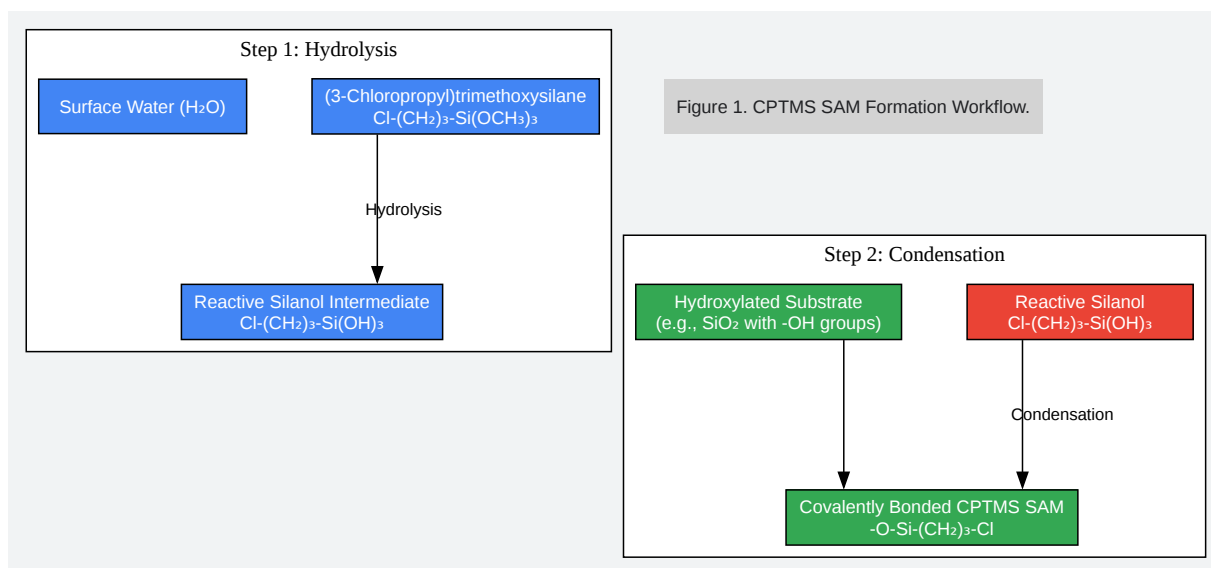 Step 1: Hydrolysis
Surface Water (H₂O)
(3-Chloropropyl)trimethoxysilane
Cl-(CH₂)₃-Si(OCH₃)₃
Hydrolysis
Reactive Silanol Intermediate
Cl-(CH₂)₃-Si(OH)₃
Figure 1. CPTMS SAM Formation Workflow.
Step 2: Condensation
Hydroxylated Substrate
(e.g., SiO₂ with -OH groups)
Reactive Silanol
Cl-(CH₂)₃-Si(OH)₃
Condensation
Covalently Bonded CPTMS SAM
-O-Si-(CH₂)₃-Cl